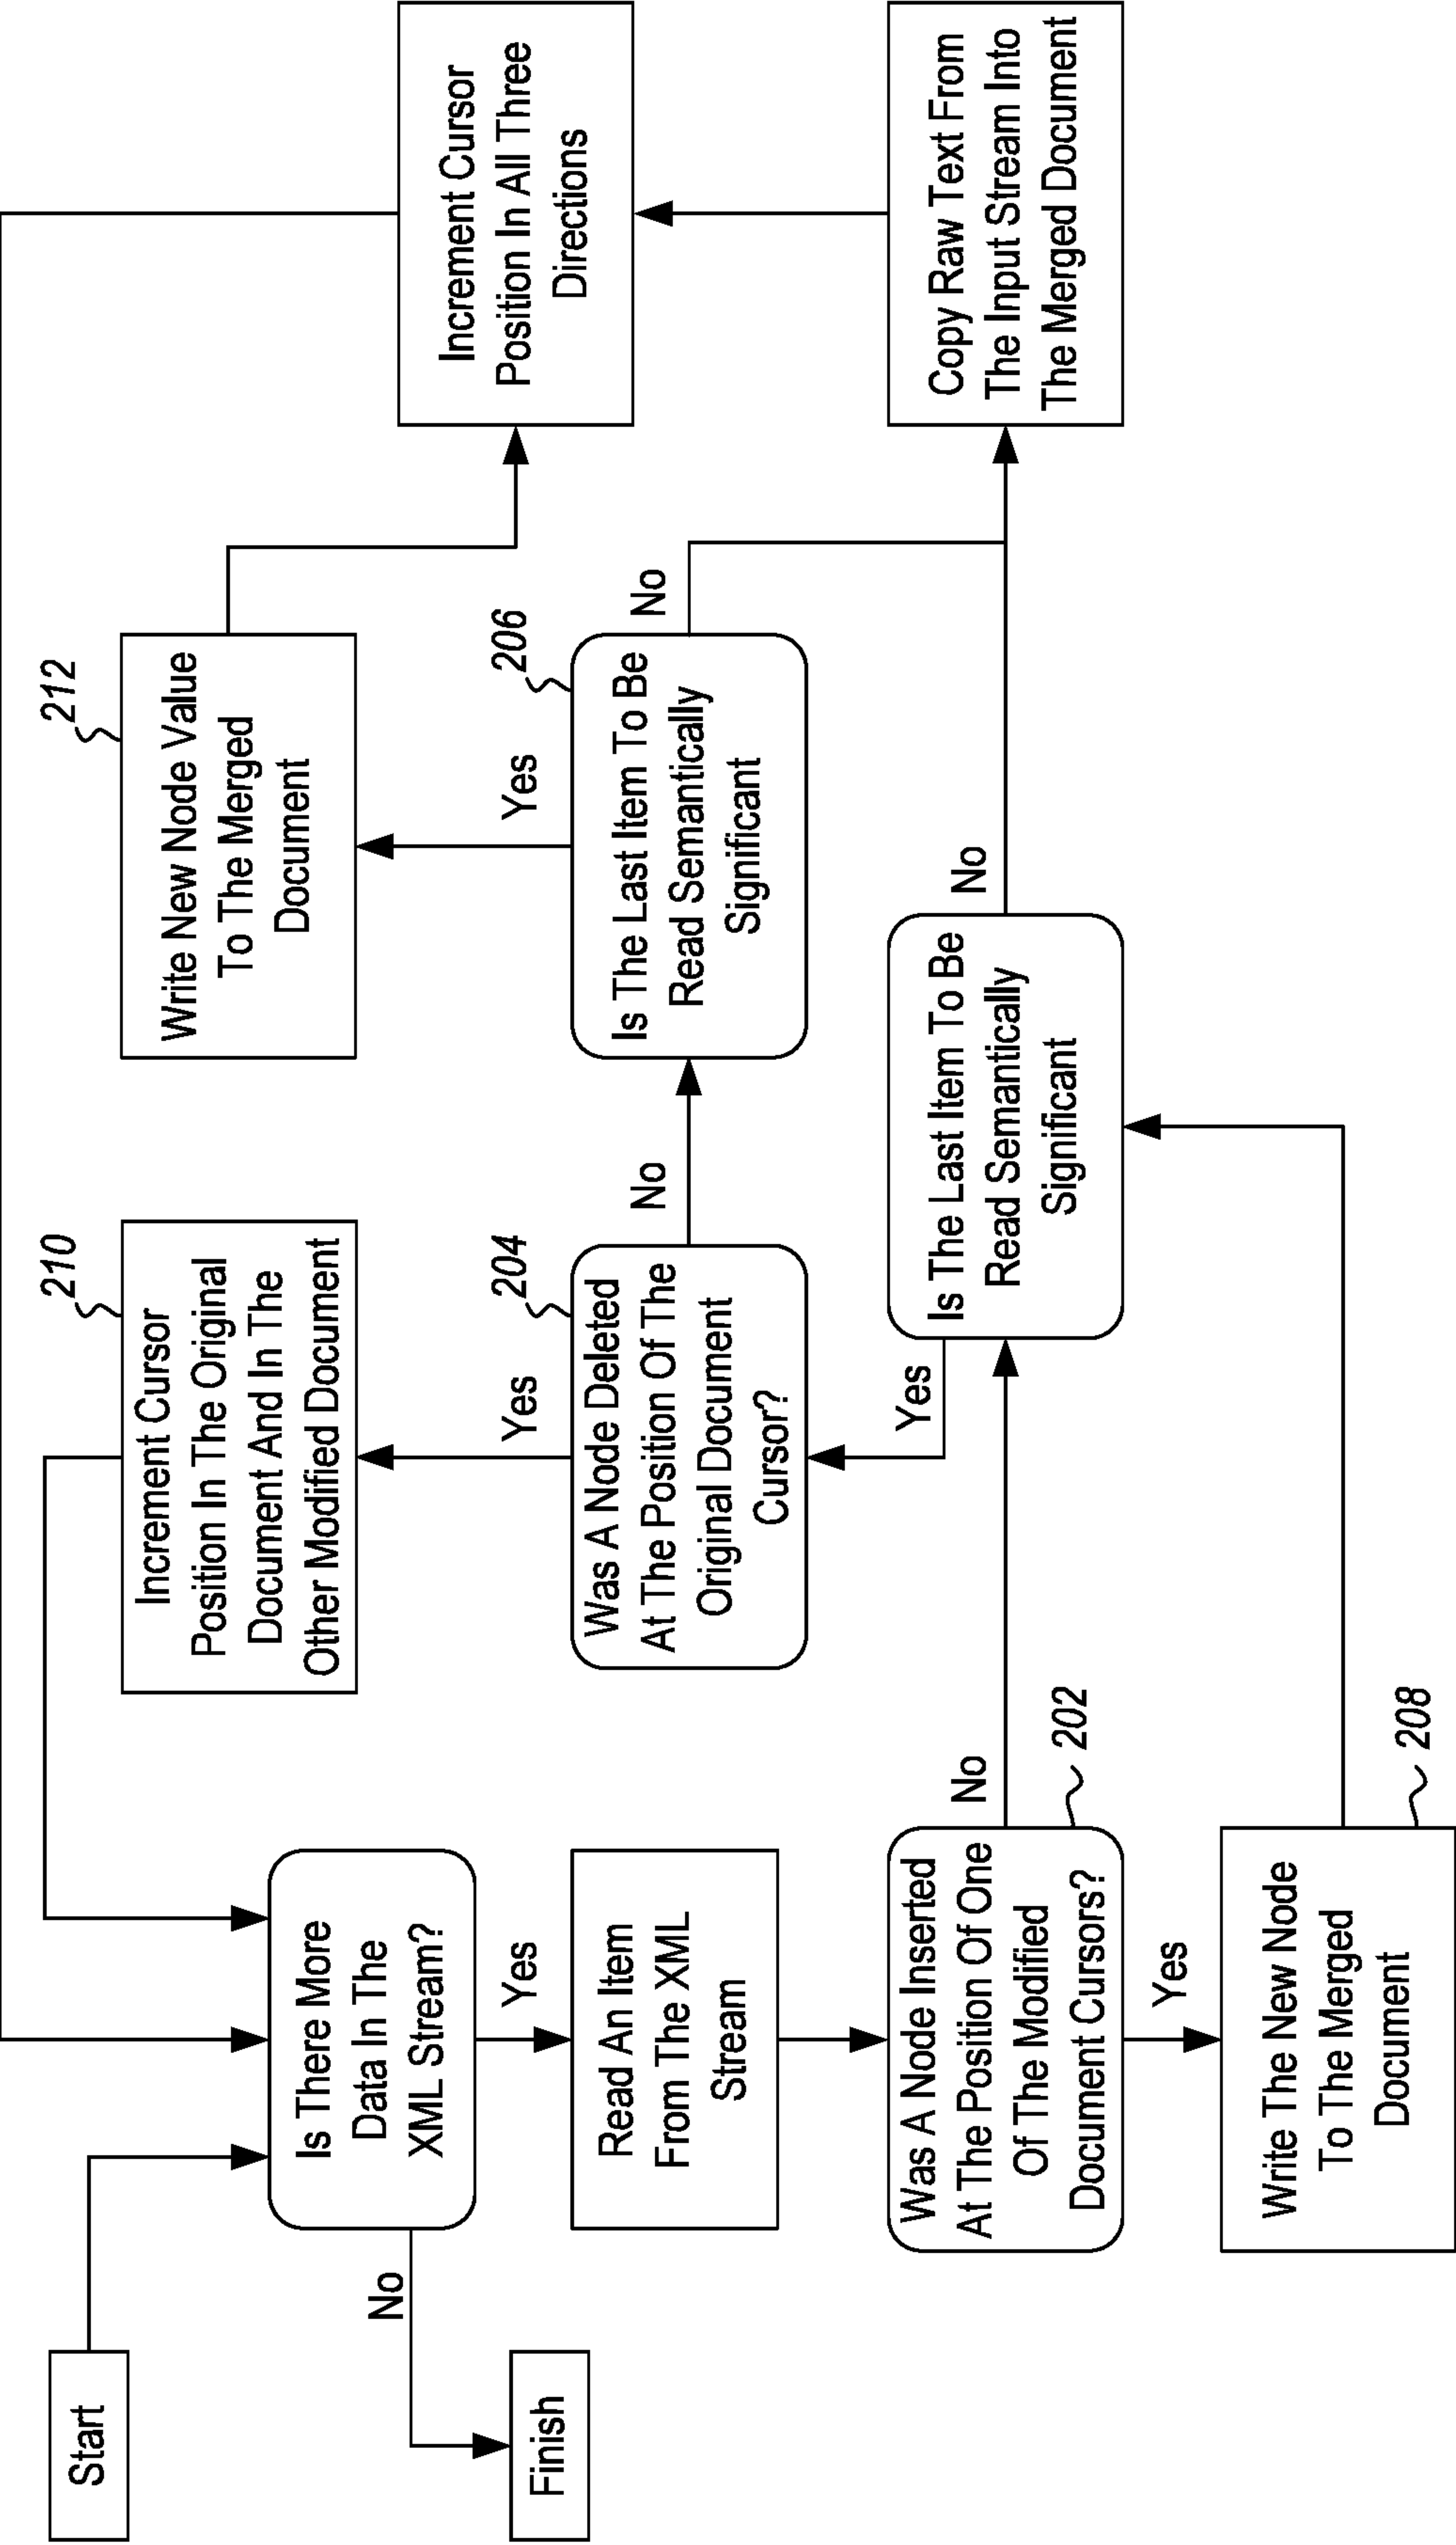 Start
Finish
Is There More
Data In The
XML Stream?
No
Yes
Read An Item
From The XML
Stream
Was A Node Inserted
At The Position Of One
Of The Modified
Document Cursors?
202
No
Yes
Write The New Node
To The Merged
Document
208
210
Increment Cursor
Position In The Original
Document And In The
Other Modified Document
Yes
204
Was A Node Deleted
At The Position Of The
Original Document
Cursor?
No
Yes
Is The Last Item To Be
Read Semantically
Significant
No
212
Write New Node Value
To The Merged
Document
Yes
206
Is The Last Item To Be
Read Semantically
Significant
No
Increment Cursor
Position In All Three
Directions
Copy Raw Text From
The Input Stream Into
The Merged Document